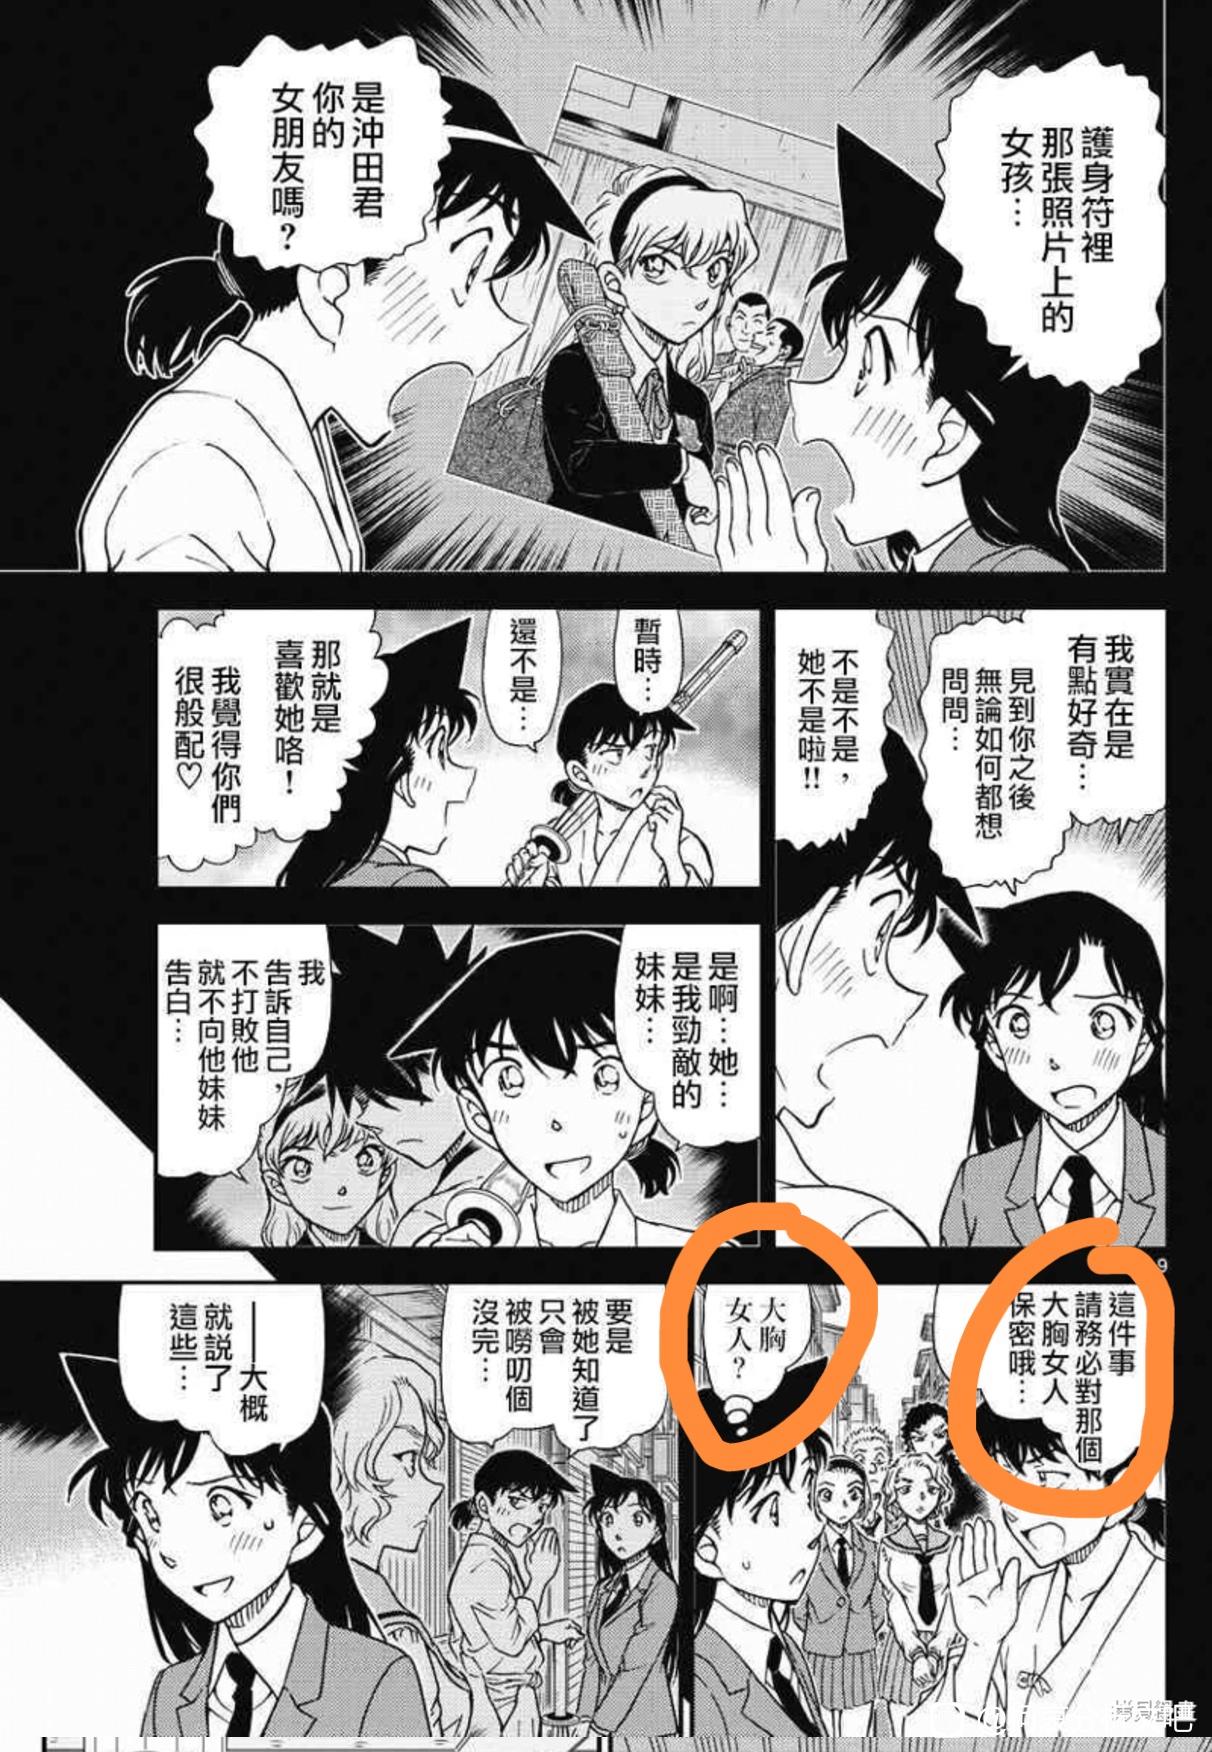 護身符裡
那張照片上的
女孩…
是沖田君
你的
女朋友嗎？
我實在是
有點好奇…
見到你之後
無論如何都想
問問…
不是不是，
她不是啦!!
暫時…
還不是…
那就是
喜歡她咯！
我覺得你們
很般配♡
是啊…她…
是我勁敵的
妹妹…
我
告訴自己，
不打敗他
就不向他妹妹
告白…
9
這件事
請務必對那個
大胸女人
保密哦…
大胸
女人？
要是
被她知道了
只會
被嘮叨個
沒完…
——大概
就說了
這些…